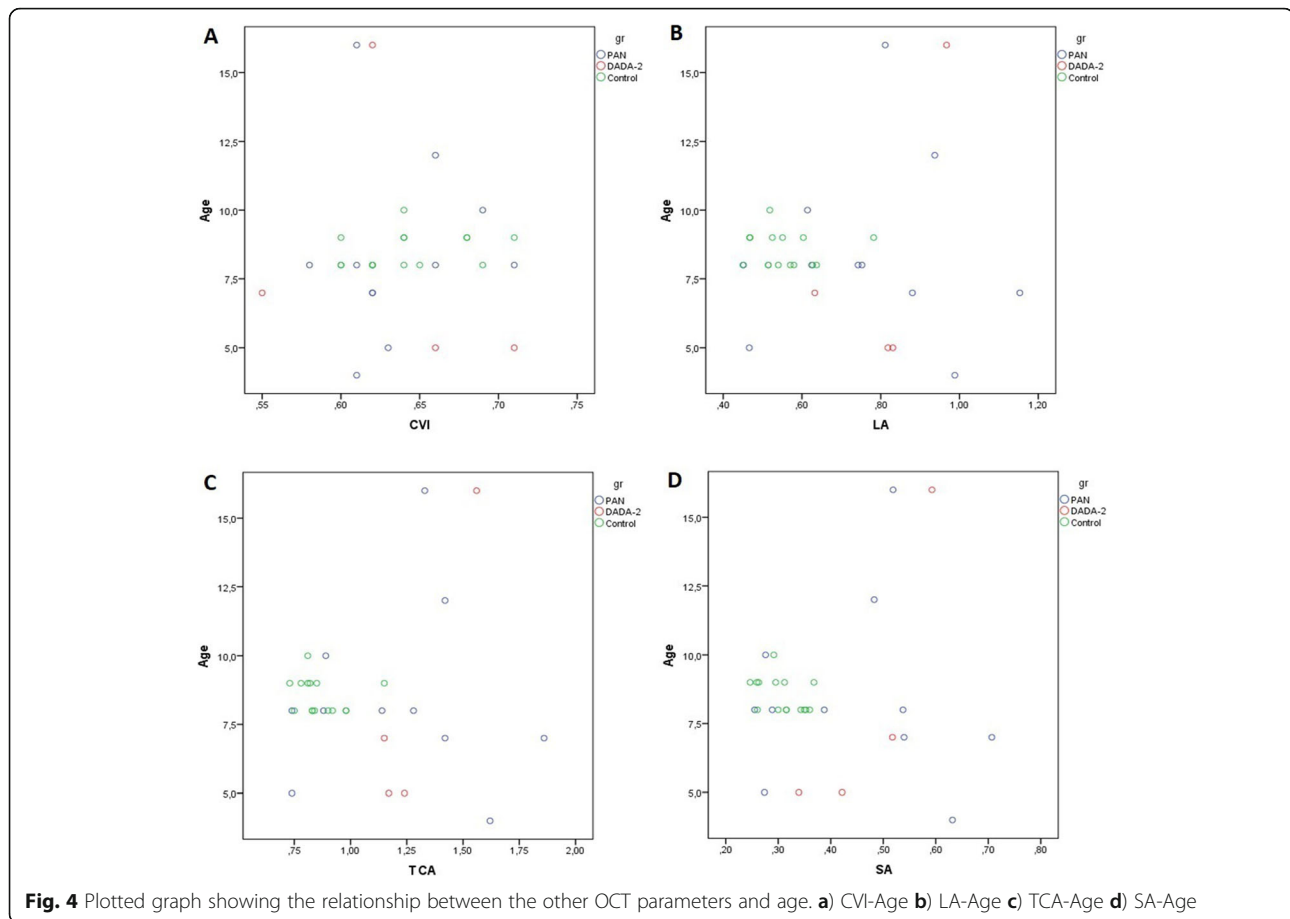 A
gr
PAN
DADA-2
Control
Age
15,0
12,5
10,0
7,5
5,0
,55
,60
,65
,70
,75
CVI
B
gr
PAN
DADA-2
Control
Age
15,0
12,5
10,0
7,5
5,0
,40
,60
,80
1,00
1,20
LA
C
gr
PAN
DADA-2
Control
Age
15,0
12,5
10,0
7,5
5,0
,75
1,00
1,25
1,50
1,75
2,00
TCA
D
gr
PAN
DADA-2
Control
Age
15,0
12,5
10,0
7,5
5,0
,20
,30
,40
,50
,60
,70
,80
SA
Fig. 4 Plotted graph showing the relationship between the other OCT parameters and age. a) CVI-Age b) LA-Age c) TCA-Age d) SA-Age